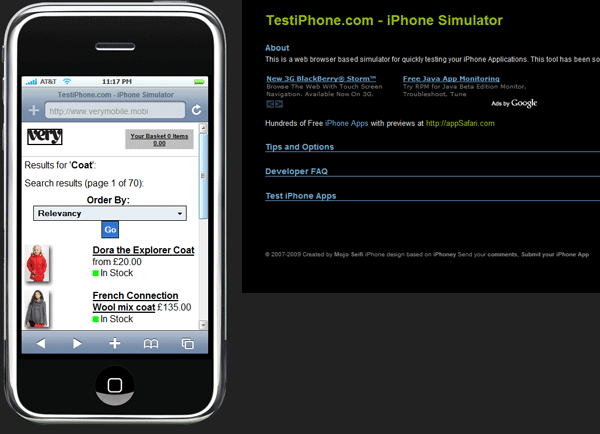 AT&T 11:17 PM
TestiPhone.com - iPhone Simulator
http://www.verymobile.mobi
very
Your Basket 0 Items
0.00
Results for 'Coat':
Search results (page 1 of 70):
Order By:
Relevancy
Go
Dora the Explorer Coat
from £20.00
In Stock
French Connection
Wool mix coat £135.00
In Stock
TestiPhone.com - iPhone Simulator
About
This is a web browser based simulator for quickly testing your iPhone Applications. This tool has been so
New 3G BlackBerry® Storm™
Browse The Web With Touch Screen
Navigation. Available Now On 3G.
Free Java App Monitoring
Try RPM for Java Beta Edition Monitor,
Troubleshoot, Tune
Ads by Google
Hundreds of Free iPhone Apps with previews at http://appSafari.com
Tips and Options
Developer FAQ
Test iPhone Apps
© 2007-2009 Created by Mojo Seifi iPhone design based on iPhoney Send your comments. Submit your iPhone App